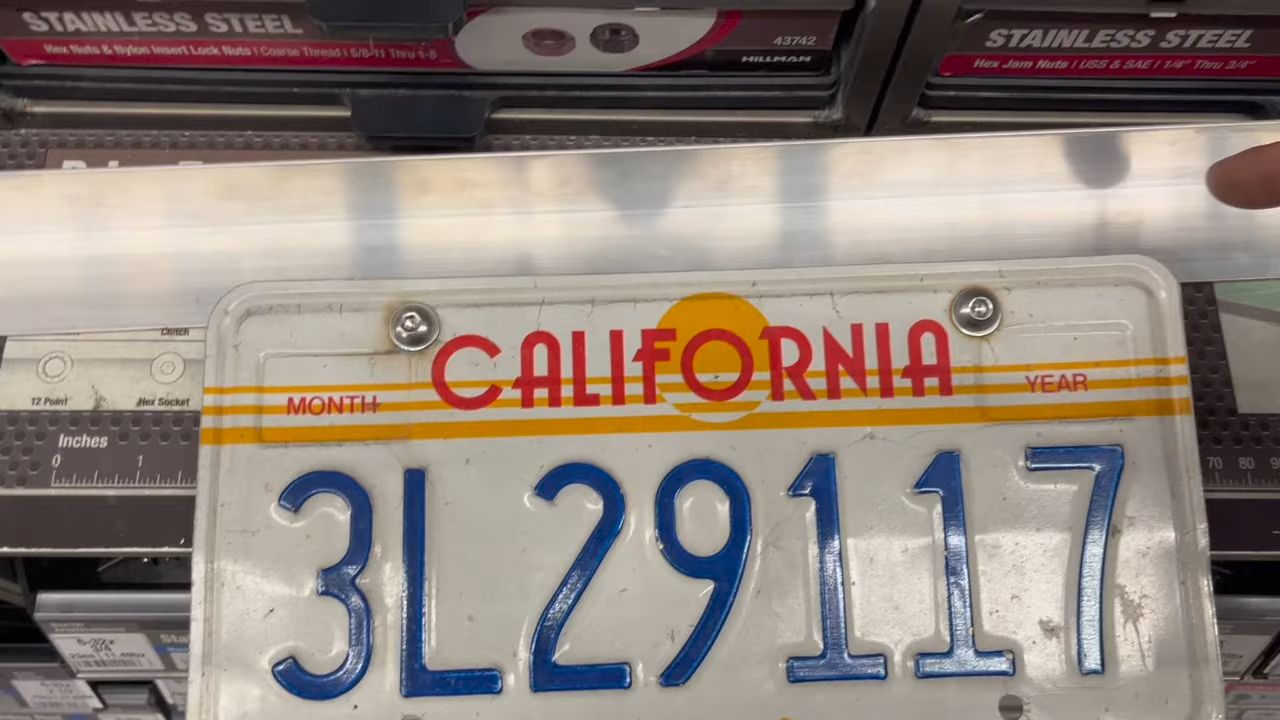 STAINLESS STEEL
Hex Nuts & Nylon Insert Lock Nuts | Coarse Thread | 5/8-11 Thru 1-8
43742
HILLMAN
STAINLESS STEEL
Hex Jam Nuts | USS & SAE | 1/4" Thru 3/4"
Clutch
12 Point
Hex Socket
Inches
0 1
70 80
CALIFORNIA
MONTH
YEAR
3L29117